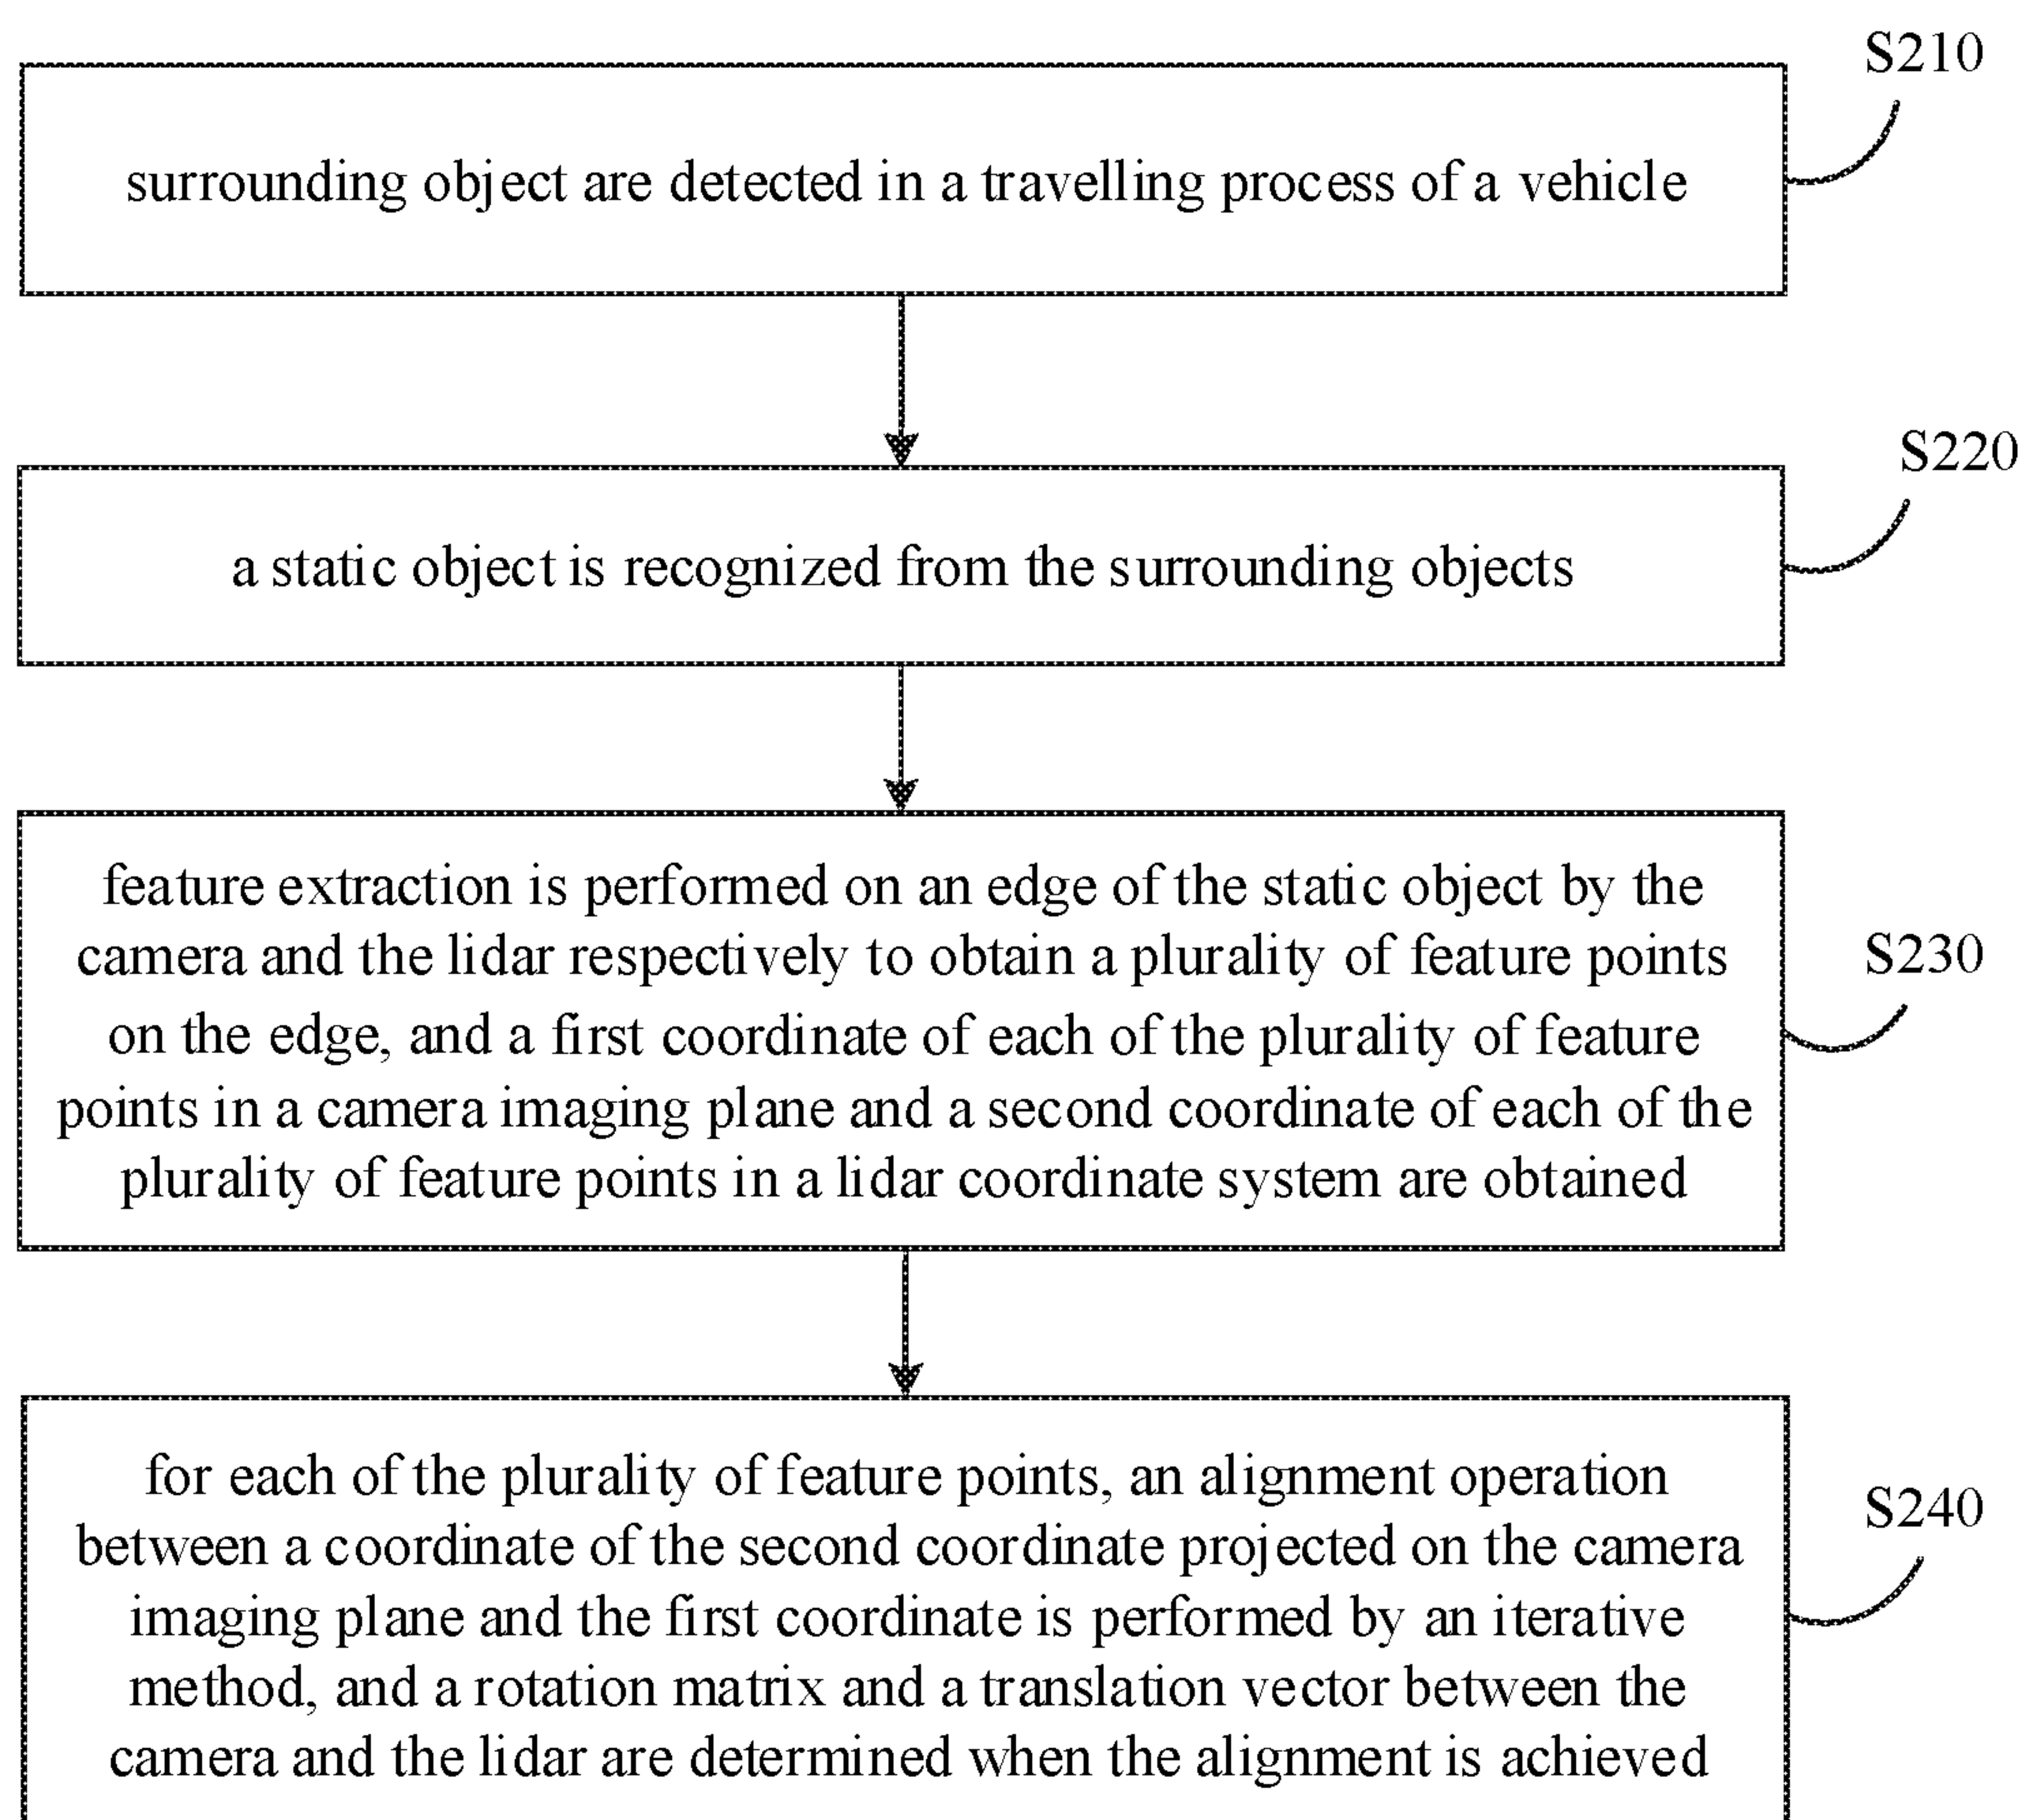 S210
surrounding object are detected in a travelling process of a vehicle
S220
a static object is recognized from the surrounding objects
feature extraction is performed on an edge of the static object by the
camera and the lidar respectively to obtain a plurality of feature points
on the edge, and a first coordinate of each of the plurality of feature
points in a camera imaging plane and a second coordinate of each of the
plurality of feature points in a lidar coordinate system are obtained
S230
for each of the plurality of feature points, an alignment operation
between a coordinate of the second coordinate projected on the camera
imaging plane and the first coordinate is performed by an iterative
method, and a rotation matrix and a translation vector between the
camera and the lidar are determined when the alignment is achieved
S240